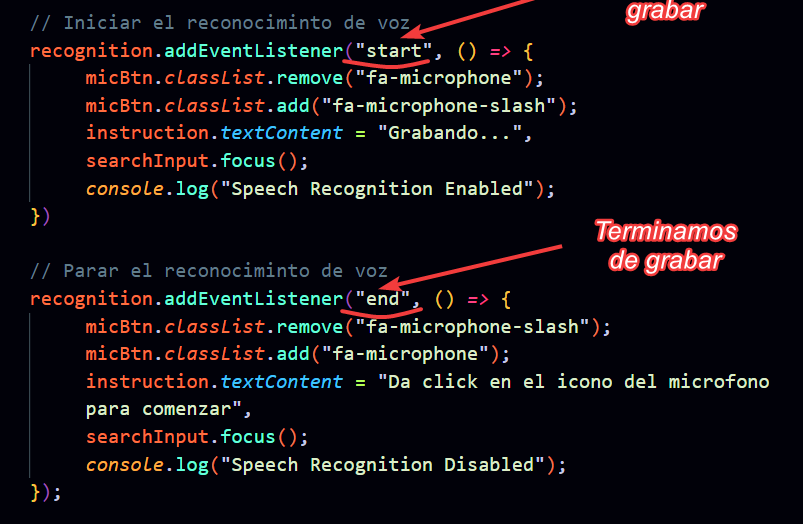 grabar
// Iniciar el reconociminto de voz
recognition.addEventListener("start", () => {
micBtn.classList.remove("fa-microphone");
micBtn.classList.add("fa-microphone-slash");
instruction.textContent = "Grabando...",
searchInput.focus();
console.log("Speech Recognition Enabled");
})
Terminamos
de grabar
// Parar el reconociminto de voz
recognition.addEventListener("end", () => {
micBtn.classList.remove("fa-microphone-slash");
micBtn.classList.add("fa-microphone");
instruction.textContent = "Da click en el icono del microfono
para comenzar",
searchInput.focus();
console.log("Speech Recognition Disabled");
});